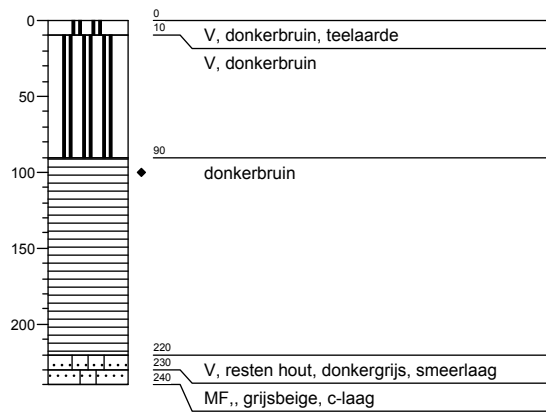 0
0
10
V, donkerbruin, teelaarde
V, donkerbruin
50
90
100
donkerbruin
150
200
220
230
V, resten hout, donkergrijs, smeerlaag
240
MF,, grijsbeige, c-laag